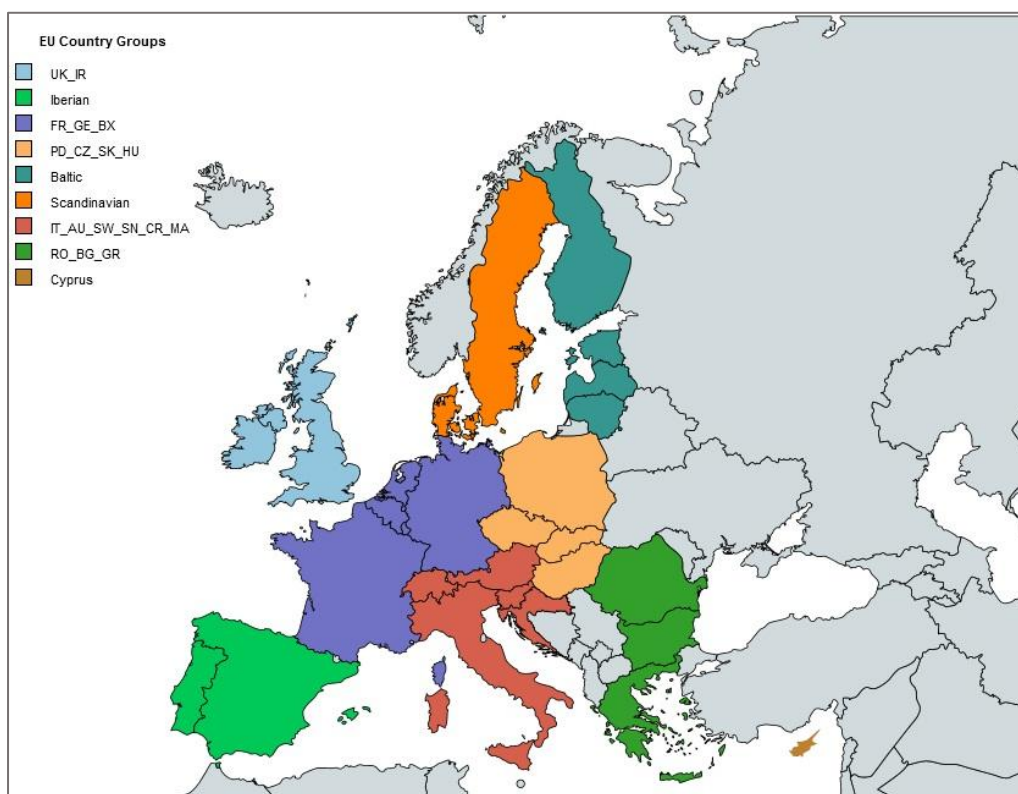 EU Country Groups
UK_IR
Iberian
FR_GE_BX
PD_CZ_SK_HU
Baltic
Scandinavian
IT_AU_SW_SN_CR_MA
RO_BG_GR
Cyprus